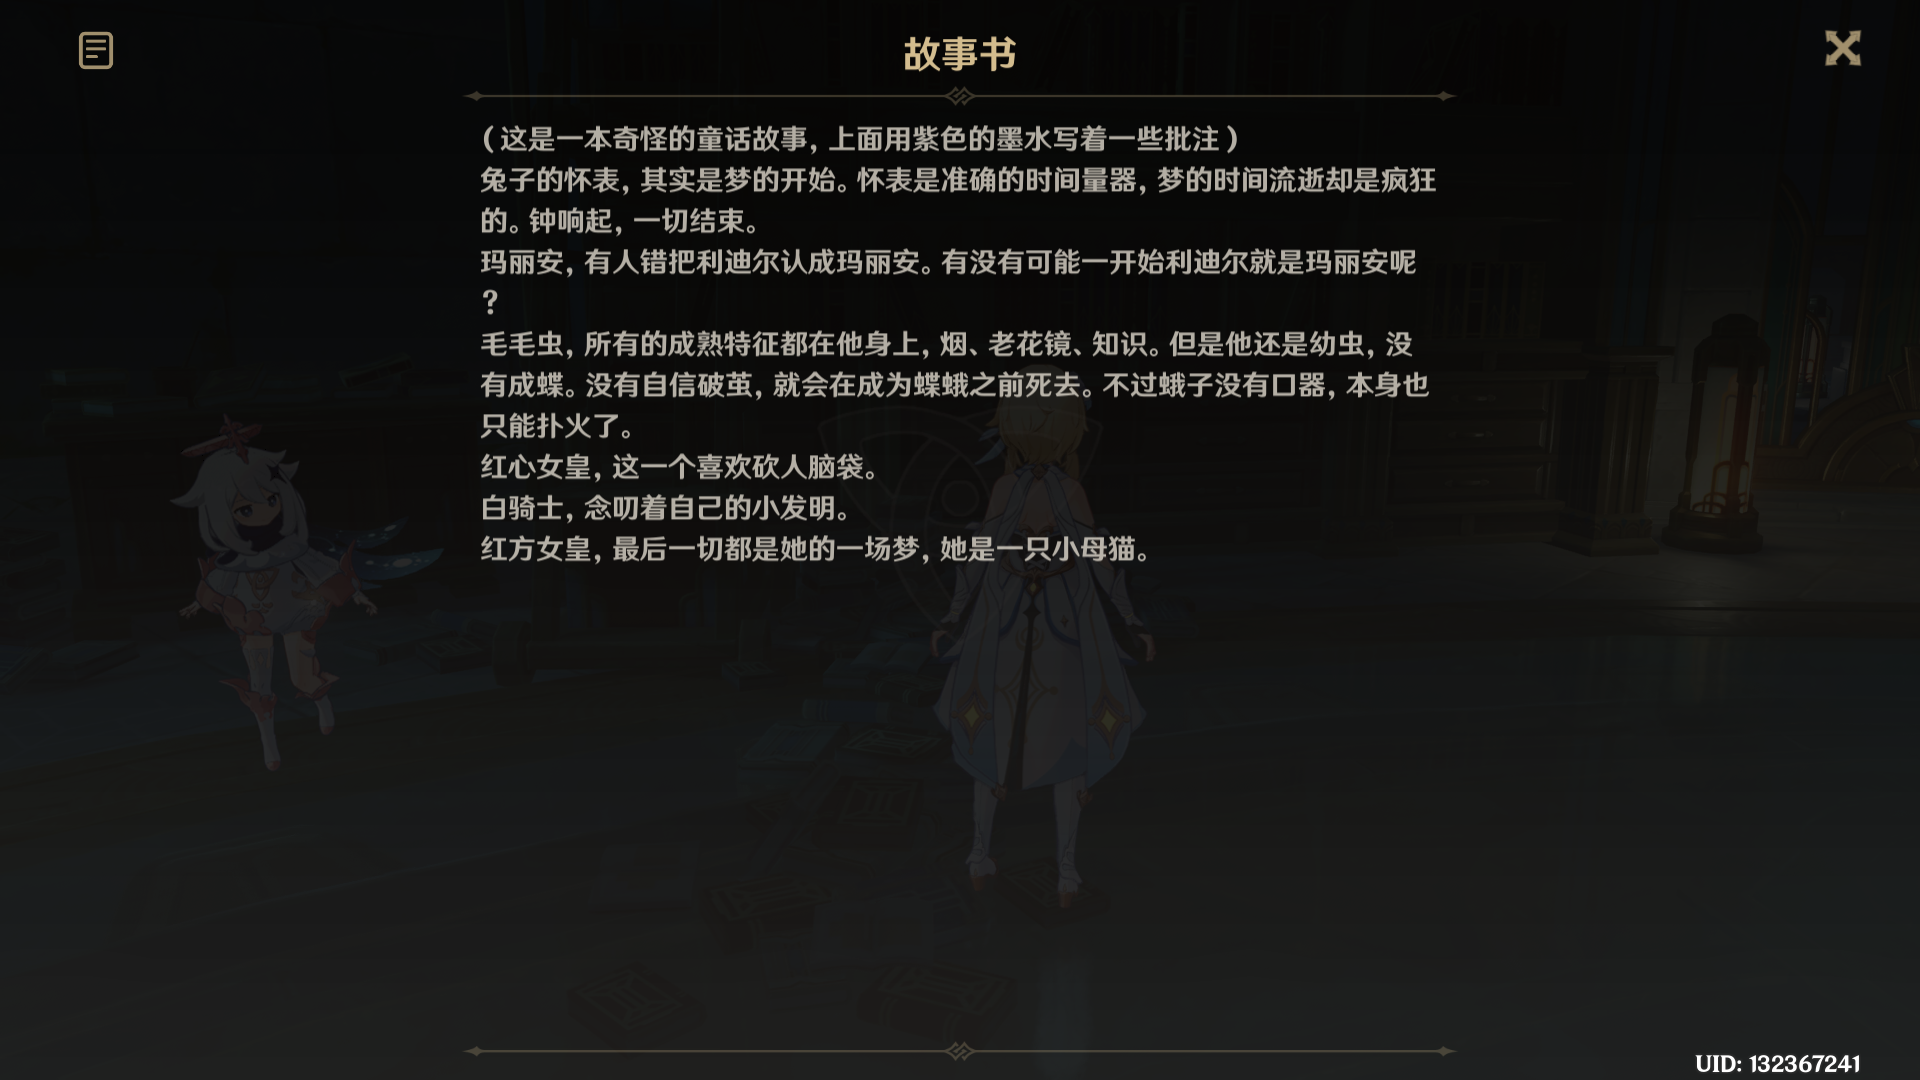 故事书
（这是一本奇怪的童话故事，上面用紫色的墨水写着一些批注）
兔子的怀表，其实是梦的开始。怀表是准确的时间量器，梦的时间流逝却是疯狂
的。钟响起，一切结束。
玛丽安，有人错把利迪尔认成玛丽安。有没有可能一开始利迪尔就是玛丽安呢
？
毛毛虫，所有的成熟特征都在他身上，烟、老花镜、知识。但是他还是幼虫，没
有成蝶。没有自信破茧，就会在成为蝶蛾之前死去。不过蛾子没有口器，本身也
只能扑火了。
红心女皇，这一个喜欢砍人脑袋。
白骑士，念叨着自己的小发明。
红方女皇，最后一切都是她的一场梦，她是一只小母猫。
UID: 132367241